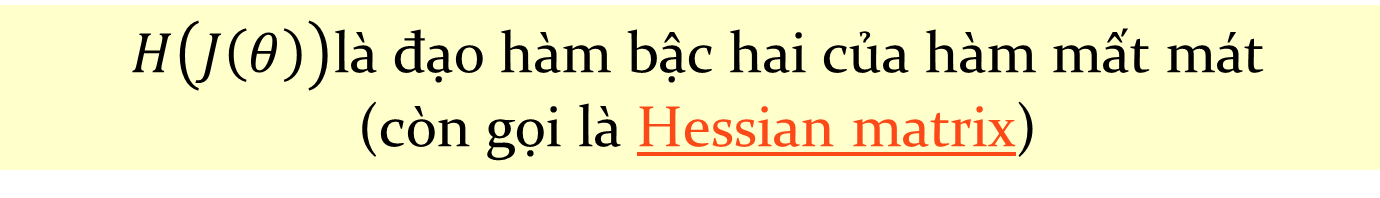 𝐻(𝐽(𝜃))là đạo hàm bậc hai của hàm mất mát
(còn gọi là Hessian matrix)